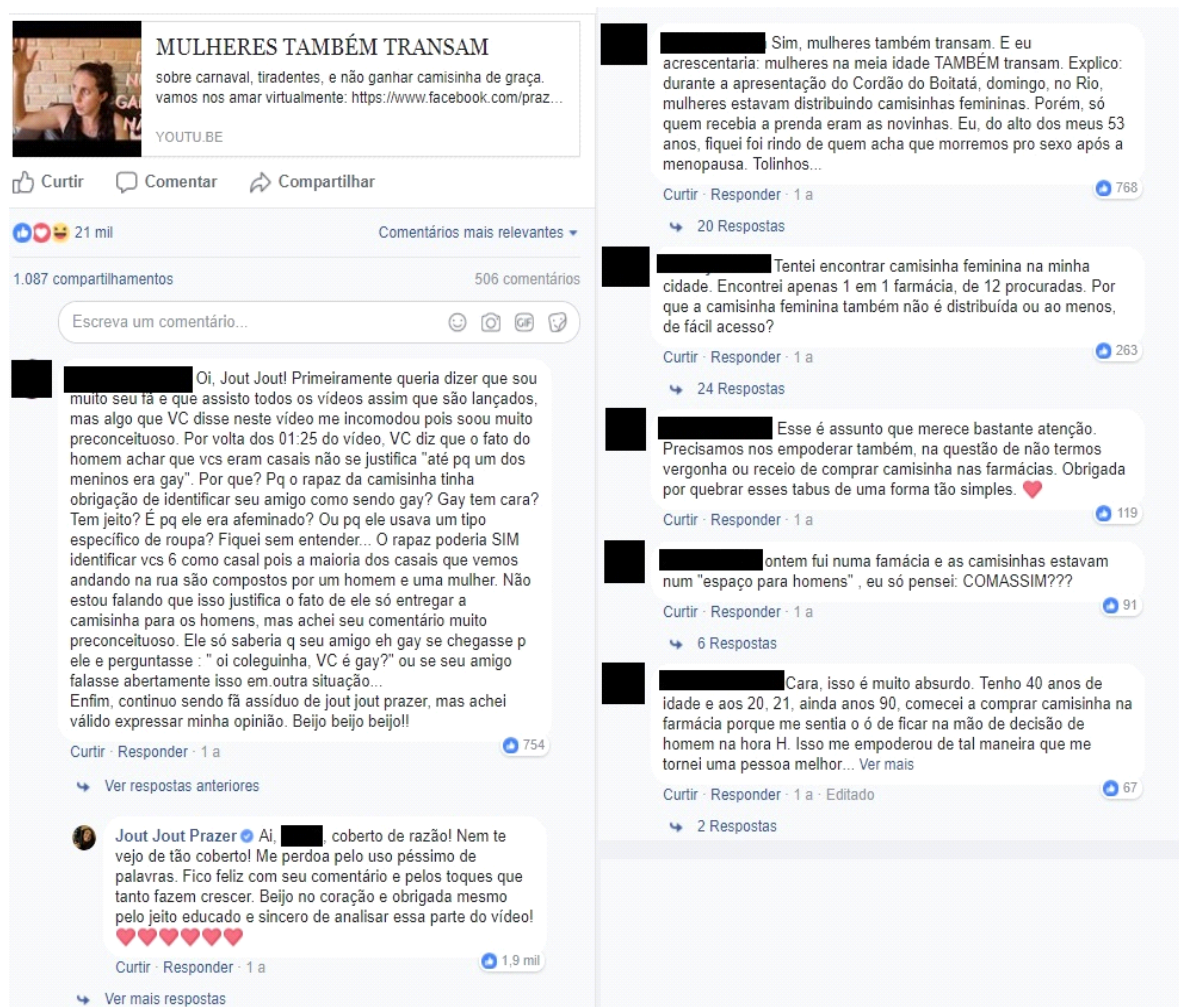 MULHERES TAMBÉM TRANSAM
sobre carnaval, tiradentes, e não ganhar camisinha de graça.
vamos nos amar virtualmente: https://www.facebook.com/praz...
YOUTU.BE
Curtir Comentar Compartilhar
21 mil Comentários mais relevantes
1.087 compartilhamentos 506 comentários
Escreva um comentário... GIF
Oi, Jout Jout! Primeiramente queria dizer que sou
muito seu fã e que assisto todos os vídeos assim que são lançados,
mas algo que VC disse neste vídeo me incomodou pois soou muito
preconceituoso. Por volta dos 01:25 do vídeo, VC diz que o fato do
homem achar que vcs eram casais não se justifica "até pq um dos
meninos era gay". Por que? Pq o rapaz da camisinha tinha
obrigação de identificar seu amigo como sendo gay? Gay tem cara?
Tem jeito? É pq ele era afeminado? Ou pq ele usava um tipo
específico de roupa? Fiquei sem entender... O rapaz poderia SIM
identificar vcs 6 como casal pois a maioria dos casais que vemos
andando na rua são compostos por um homem e uma mulher. Não
estou falando que isso justifica o fato de ele só entregar a
camisinha para os homens, mas achei seu comentário muito
preconceituoso. Ele só saberia q seu amigo eh gay se chegasse p
ele e perguntasse : " oi coleguinha, VC é gay?" ou se seu amigo
falasse abertamente isso em.outra situação...
Enfim, continuo sendo fã assíduo de jout jout prazer, mas achei
válido expressar minha opinião. Beijo beijo beijo!!
Curtir · Responder · 1 a 754
Ver respostas anteriores
Jout Jout Prazer Ai, , coberto de razão! Nem te
vejo de tão coberto! Me perdoa pelo uso péssimo de
palavras. Fico feliz com seu comentário e pelos toques que
tanto fazem crescer. Beijo no coração e obrigada mesmo
pelo jeito educado e sincero de analisar essa parte do vídeo!
Curtir · Responder · 1 a 1,9 mil
Ver mais respostas
Sim, mulheres também transam. E eu
acrescentaria: mulheres na meia idade TAMBÉM transam. Explico:
durante a apresentação do Cordão do Boitatá, domingo, no Rio,
mulheres estavam distribuindo camisinhas femininas. Porém, só
quem recebia a prenda eram as novinhas. Eu, do alto dos meus 53
anos, fiquei foi rindo de quem acha que morremos pro sexo após a
menopausa. Tolinhos...
Curtir · Responder · 1 a 768
20 Respostas
Tentei encontrar camisinha feminina na minha
cidade. Encontrei apenas 1 em 1 farmácia, de 12 procuradas. Por
que a camisinha feminina também não é distribuída ou ao menos,
de fácil acesso?
Curtir · Responder · 1 a 263
24 Respostas
Esse é assunto que merece bastante atenção.
Precisamos nos empoderar também, na questão de não termos
vergonha ou receio de comprar camisinha nas farmácias. Obrigada
por quebrar esses tabus de uma forma tão simples.
Curtir · Responder · 1 a 119
ontem fui numa famácia e as camisinhas estavam
num "espaço para homens" , eu só pensei: COMASSIM???
Curtir · Responder · 1 a 91
6 Respostas
Cara, isso é muito absurdo. Tenho 40 anos de
idade e aos 20, 21, ainda anos 90, comecei a comprar camisinha na
farmácia porque me sentia o ó de ficar na mão de decisão de
homem na hora H. Isso me empoderou de tal maneira que me
tornei uma pessoa melhor... Ver mais
Curtir · Responder · 1 a · Editado 67
2 Respostas